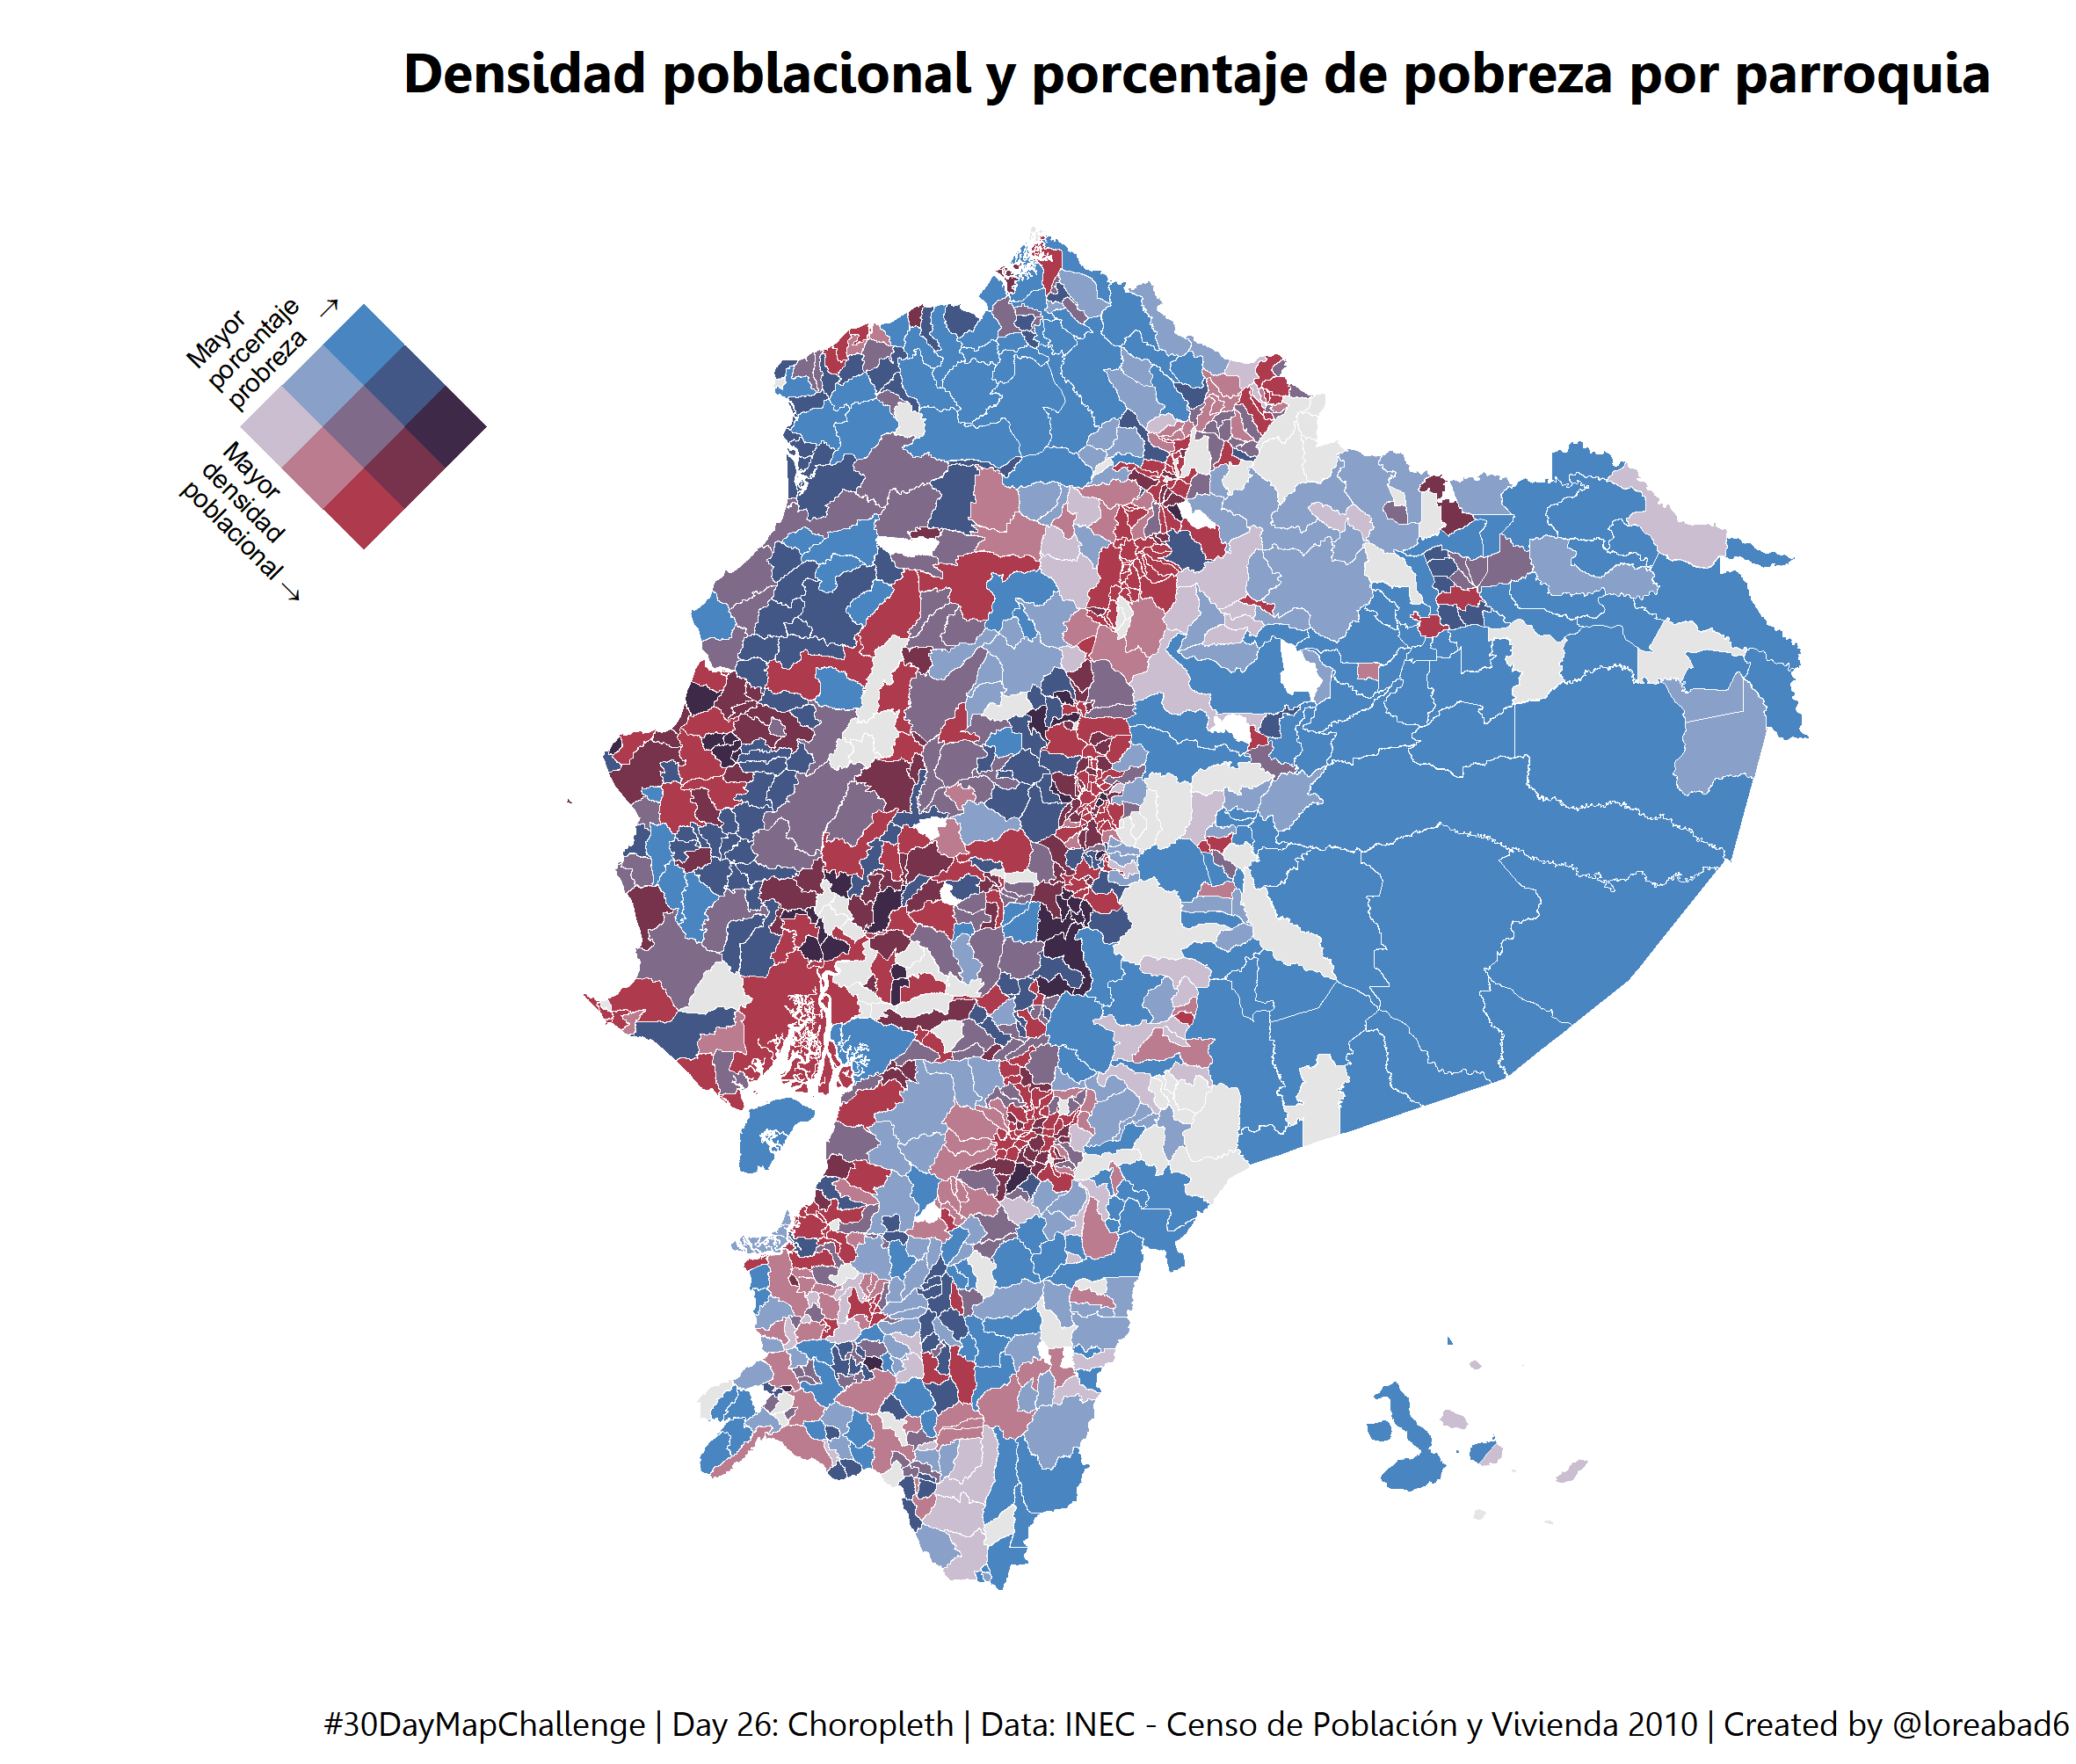 Densidad poblacional y porcentaje de pobreza por parroquia
Mayor
porcentaje
probreza →
Mayor
densidad
poblacional →
#30DayMapChallenge | Day 26: Choropleth | Data: INEC - Censo de Población y Vivienda 2010 | Created by @loreabad6